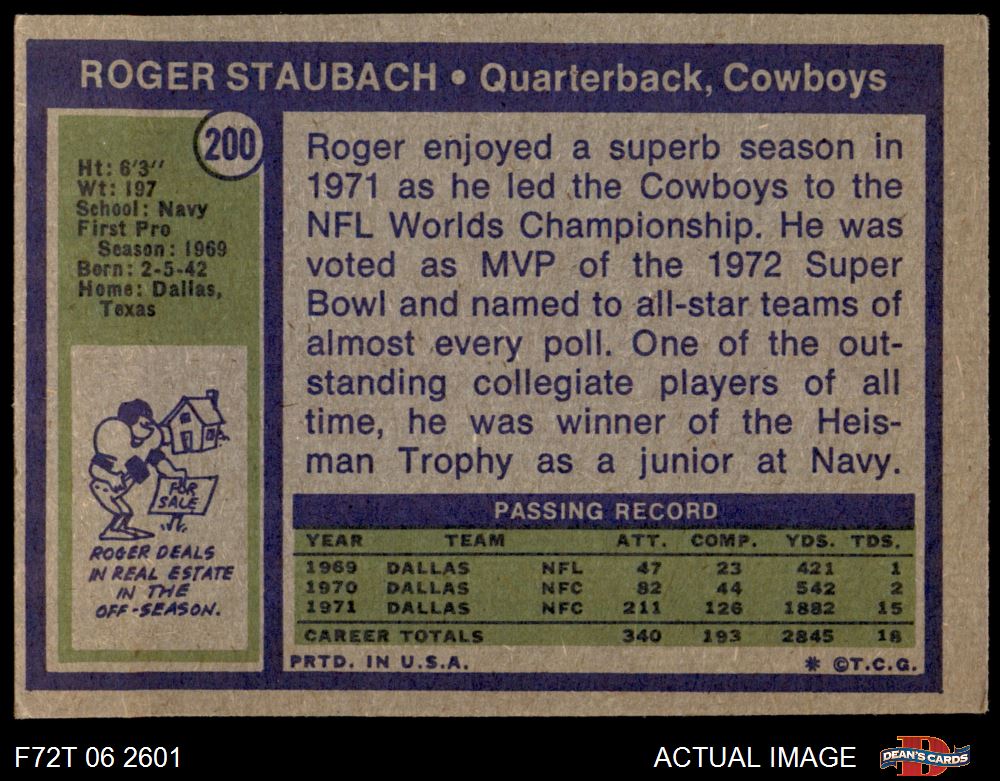 ROGER STAUBACH • Quarterback, Cowboys
200
Ht: 6'3''
Wt: 197
School: Navy
First Pro
Season: 1969
Born: 2-5-42
Home: Dallas,
Texas
FOR
SALE
ROGER DEALS
IN REAL ESTATE
IN THE
OFF-SEASON.
Roger enjoyed a superb season in
1971 as he led the Cowboys to the
NFL Worlds Championship. He was
voted as MVP of the 1972 Super
Bowl and named to all-star teams of
almost every poll. One of the out-
standing collegiate players of all
time, he was winner of the Heis-
man Trophy as a junior at Navy.
PASSING RECORD
YEAR TEAM ATT. COMP. YDS. TDS.
1969 DALLAS NFL 47 23 421 1
1970 DALLAS NFC 82 44 542 2
1971 DALLAS NFC 211 126 1882 15
CAREER TOTALS 340 193 2845 18
PRTD. IN U.S.A. * ©T.C.G.
F72T 06 2601 ACTUAL IMAGE DEAN'S CARDS